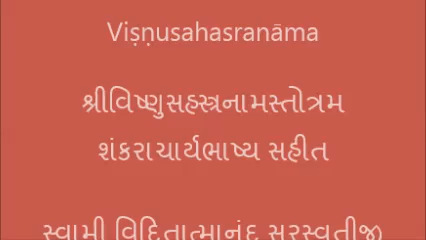 Viṣṇusahasranāma
શ્રીવિષ્ણુસહસ્ત્રનામસ્તોત્રમ
શંકરાચાર્યભાષ્ય સહીત
સ્વામી વિદિતાત્માનંદ સરસ્વતીજી